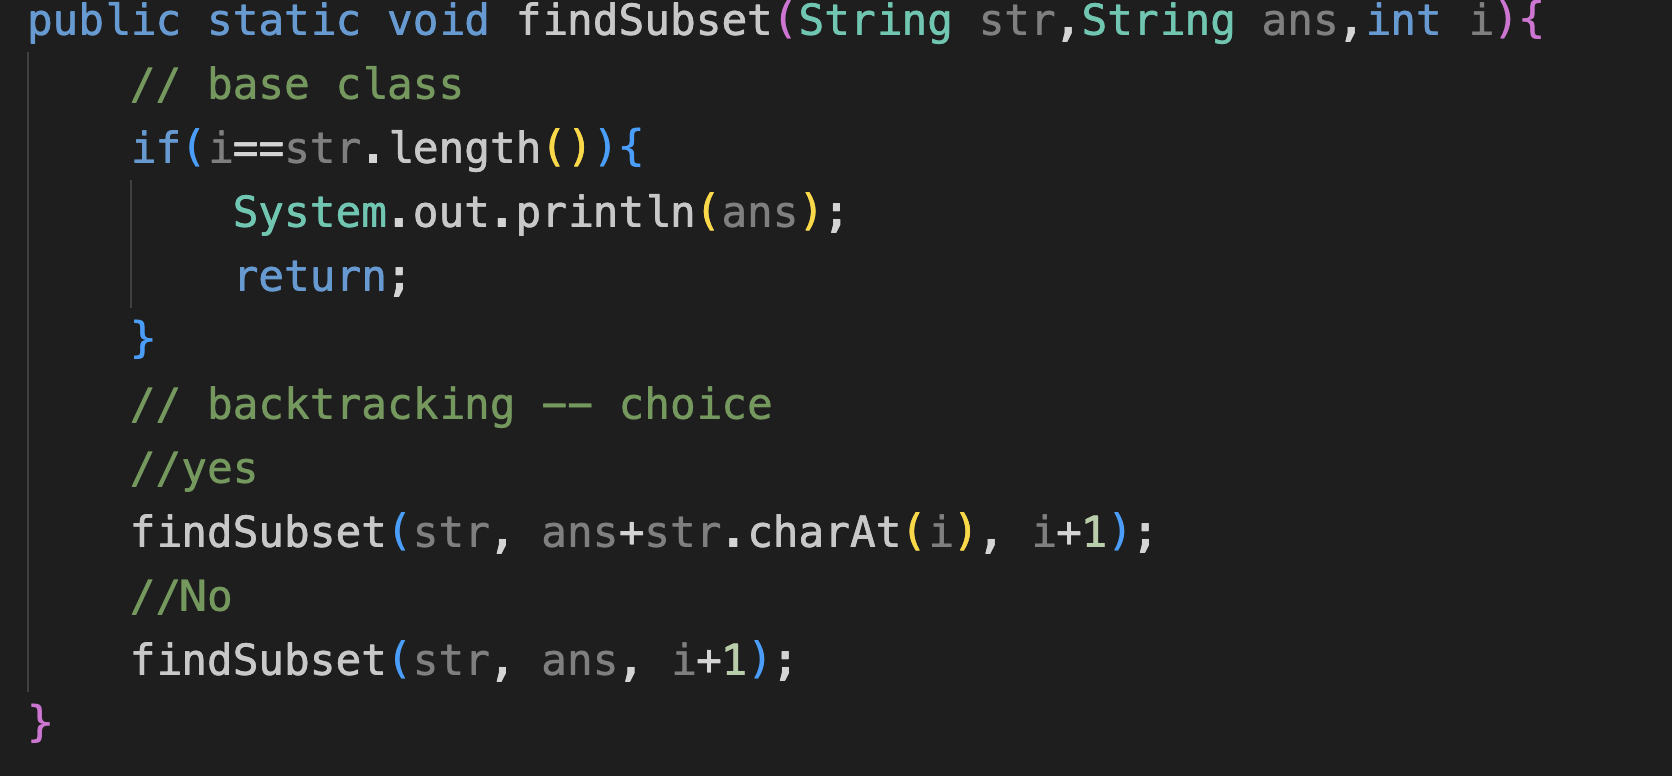 public static void findSubset(String str,String ans,int i){
// base class
if(i==str.length()){
System.out.println(ans);
return;
}
// backtracking -- choice
//yes
findSubset(str, ans+str.charAt(i), i+1);
//No
findSubset(str, ans, i+1);
}